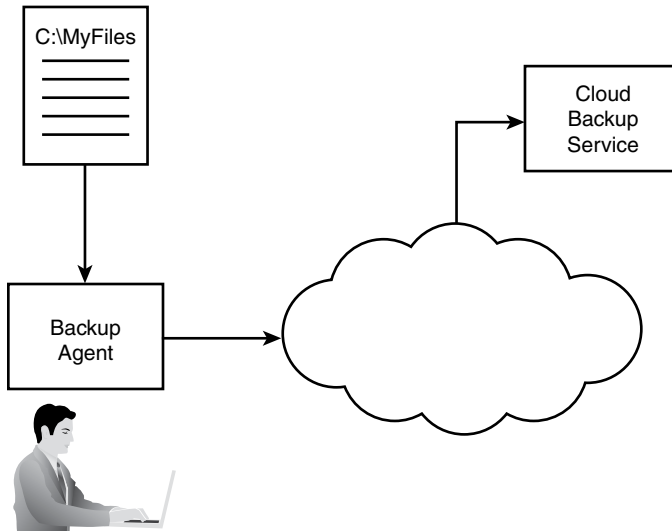 C:\MyFiles
Cloud
Backup
Service
Backup
Agent